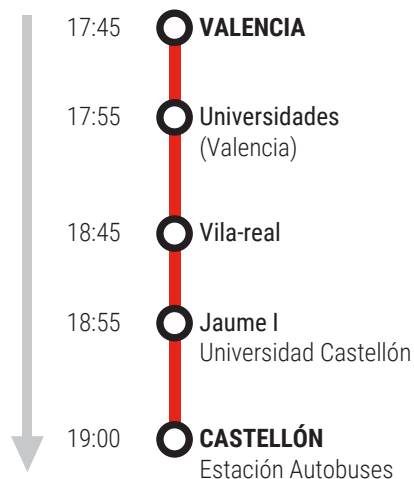 17:45 VALENCIA
17:55 Universidades
(Valencia)
18:45 Vila-real
18:55 Jaume I
Universidad Castellón
19:00 CASTELLÓN
Estación Autobuses